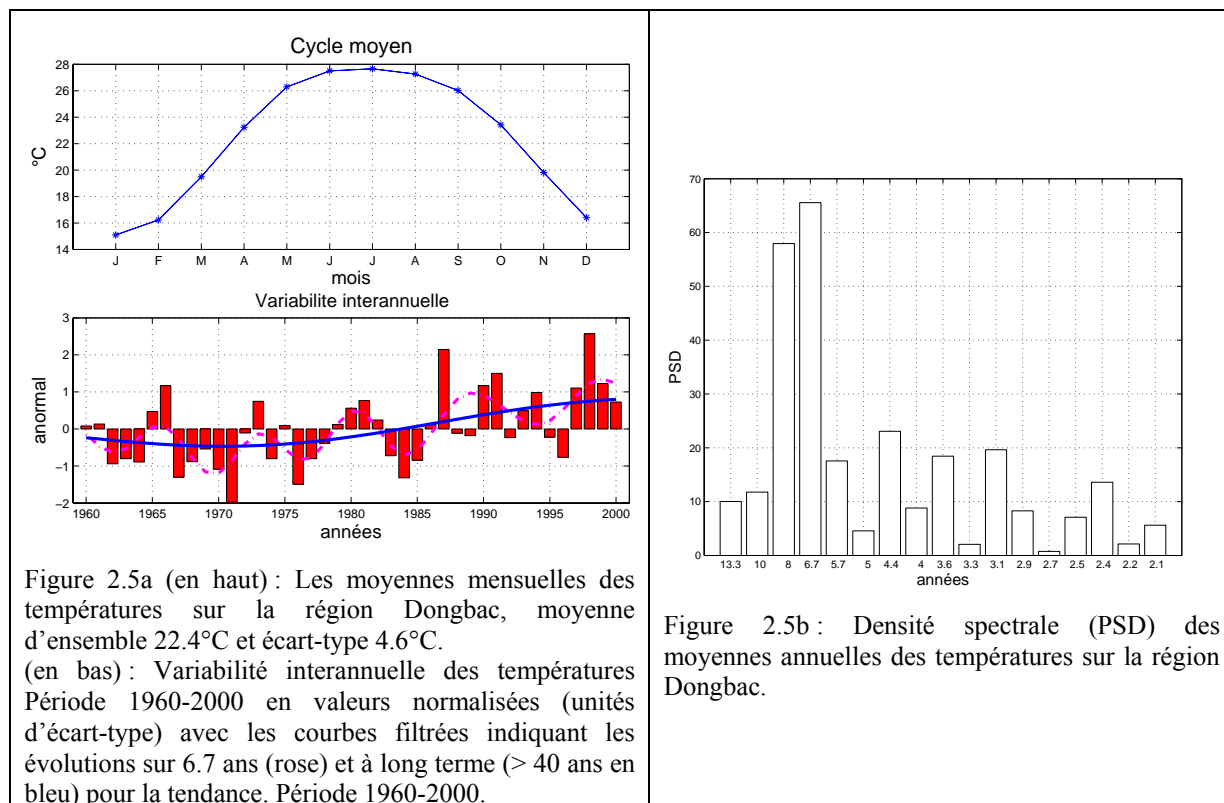 Cycle moyen
28
26
24
22
20
18
16
14
°C
J F M A M J J A S O N D
mois
Variabilite interannuelle
3
2
1
0
−1
−2
anormal
1960 1965 1970 1975 1980 1985 1990 1995 2000
années
Figure 2.5a (en haut) : Les moyennes mensuelles des
températures sur la région Dongbac, moyenne
d’ensemble 22.4°C et écart-type 4.6°C.
(en bas) : Variabilité interannuelle des températures
Période 1960-2000 en valeurs normalisées (unités
d’écart-type) avec les courbes filtrées indiquant les
évolutions sur 6.7 ans (rose) et à long terme (> 40 ans en
bleu) pour la tendance. Période 1960-2000.
70
60
50
40
30
20
10
0
PSD
13.3 10 8 6.7 5.7 5 4.4 4 3.6 3.3 3.1 2.9 2.7 2.5 2.4 2.2 2.1
années
Figure 2.5b : Densité spectrale (PSD) des
moyennes annuelles des températures sur la région
Dongbac.